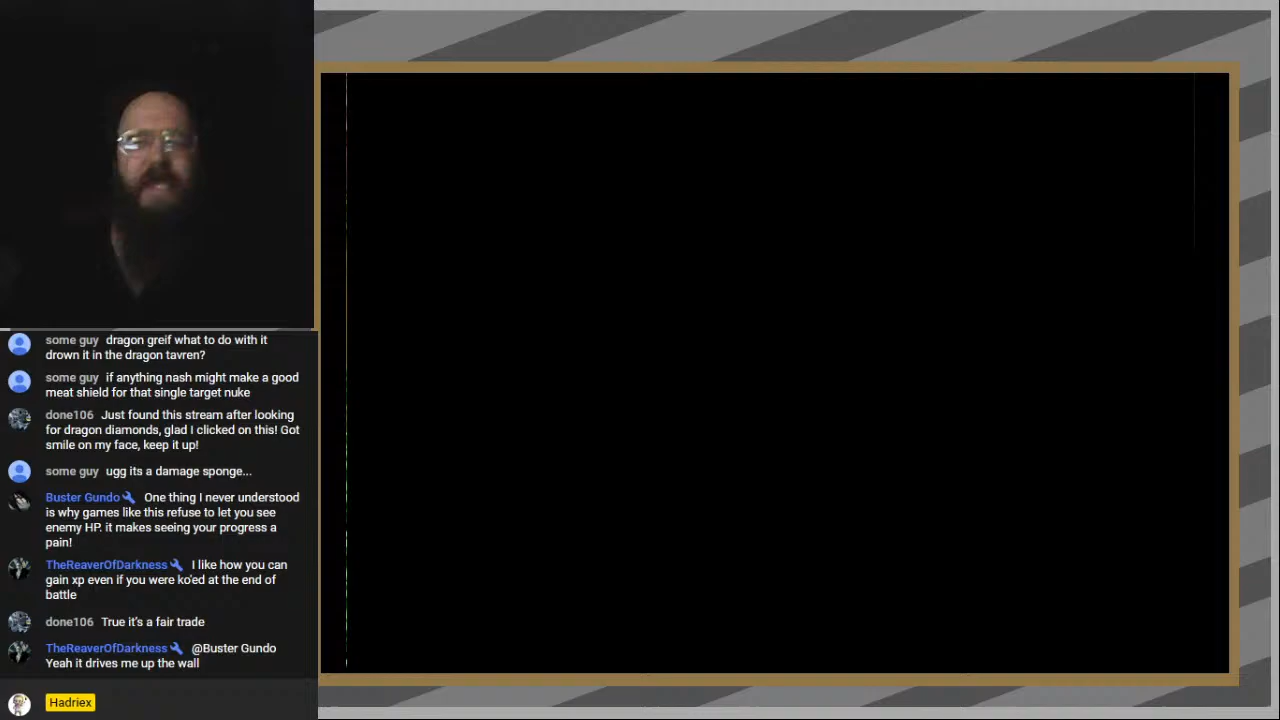 some guy dragon greif what to do with it
drown it in the dragon tavren?
some guy if anything nash might make a good
meat shield for that single target nuke
done106 Just found this stream after looking
for dragon diamonds, glad I clicked on this! Got
smile on my face, keep it up!
some guy ugg its a damage sponge...
Buster Gundo One thing I never understood
is why games like this refuse to let you see
enemy HP. it makes seeing your progress a
pain!
TheReaverOfDarkness I like how you can
gain xp even if you were ko'ed at the end of
battle
done106 True it's a fair trade
TheReaverOfDarkness @Buster Gundo
Yeah it drives me up the wall
Hadriex